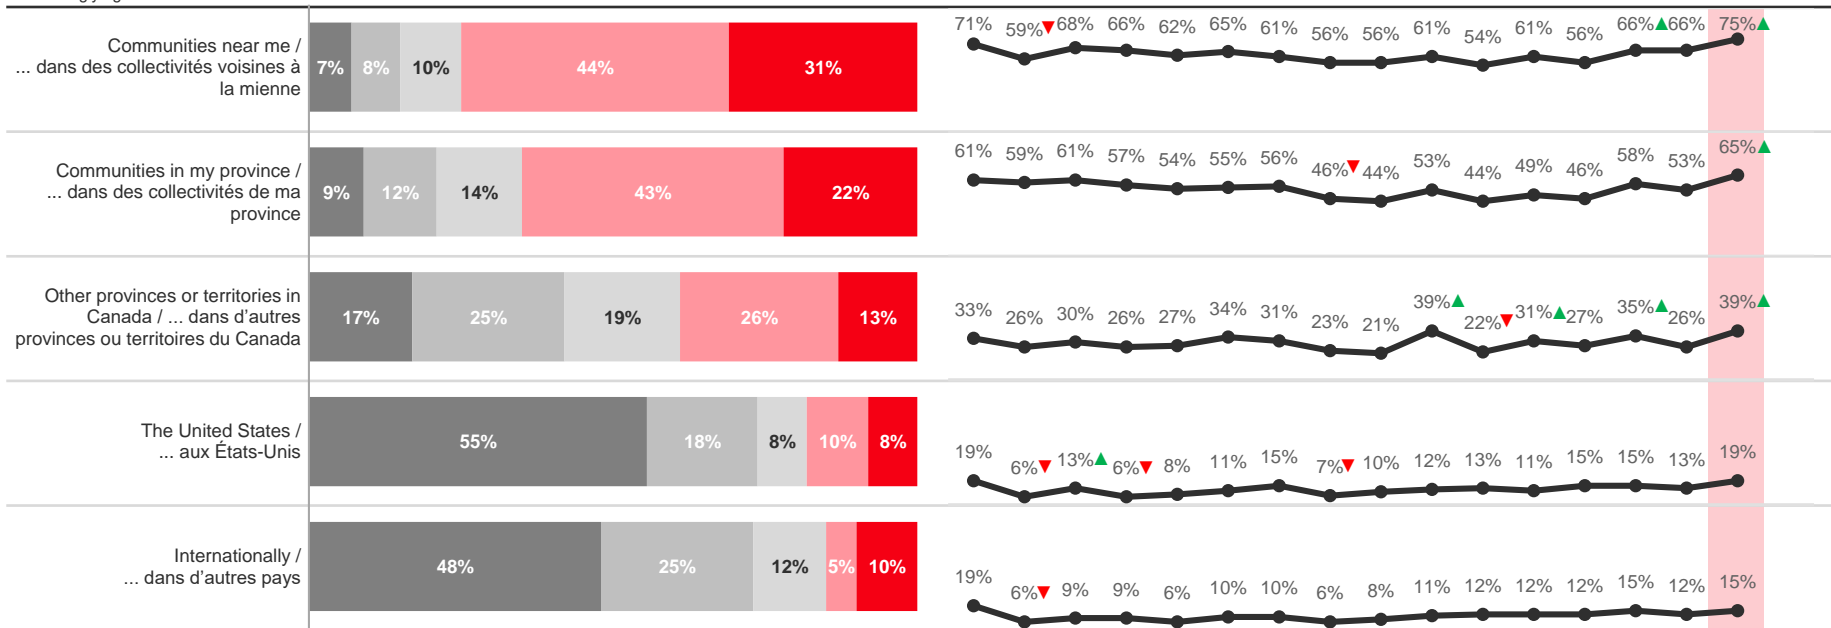 Communities near me /
... dans des collectivités voisines à
la mienne
7% 8% 10% 44% 31%
71% 59%▼ 68% 66% 62% 65% 61% 56% 56% 61% 54% 61% 56% 66%▲ 66% 75%▲
Communities in my province /
... dans des collectivités de ma
province
9% 12% 14% 43% 22%
61% 59% 61% 57% 54% 55% 56% 46%▼ 44% 53% 44% 49% 46% 58% 53% 65%▲
Other provinces or territories in
Canada / ... dans d'autres
provinces ou territoires du Canada
17% 25% 19% 26% 13%
33% 26% 30% 26% 27% 34% 31% 23% 21% 39%▲ 22%▼ 31%▲ 27% 35%▲ 26% 39%▲
The United States /
... aux États-Unis
55% 18% 8% 10% 8%
19% 6%▼ 13%▲ 6%▼ 8% 11% 15% 7%▼ 10% 12% 13% 11% 15% 15% 13% 19%
Internationally /
... dans d'autres pays
48% 25% 12% 5% 10%
19% 6%▼ 9% 9% 6% 10% 10% 6% 8% 11% 12% 12% 12% 15% 12% 15%